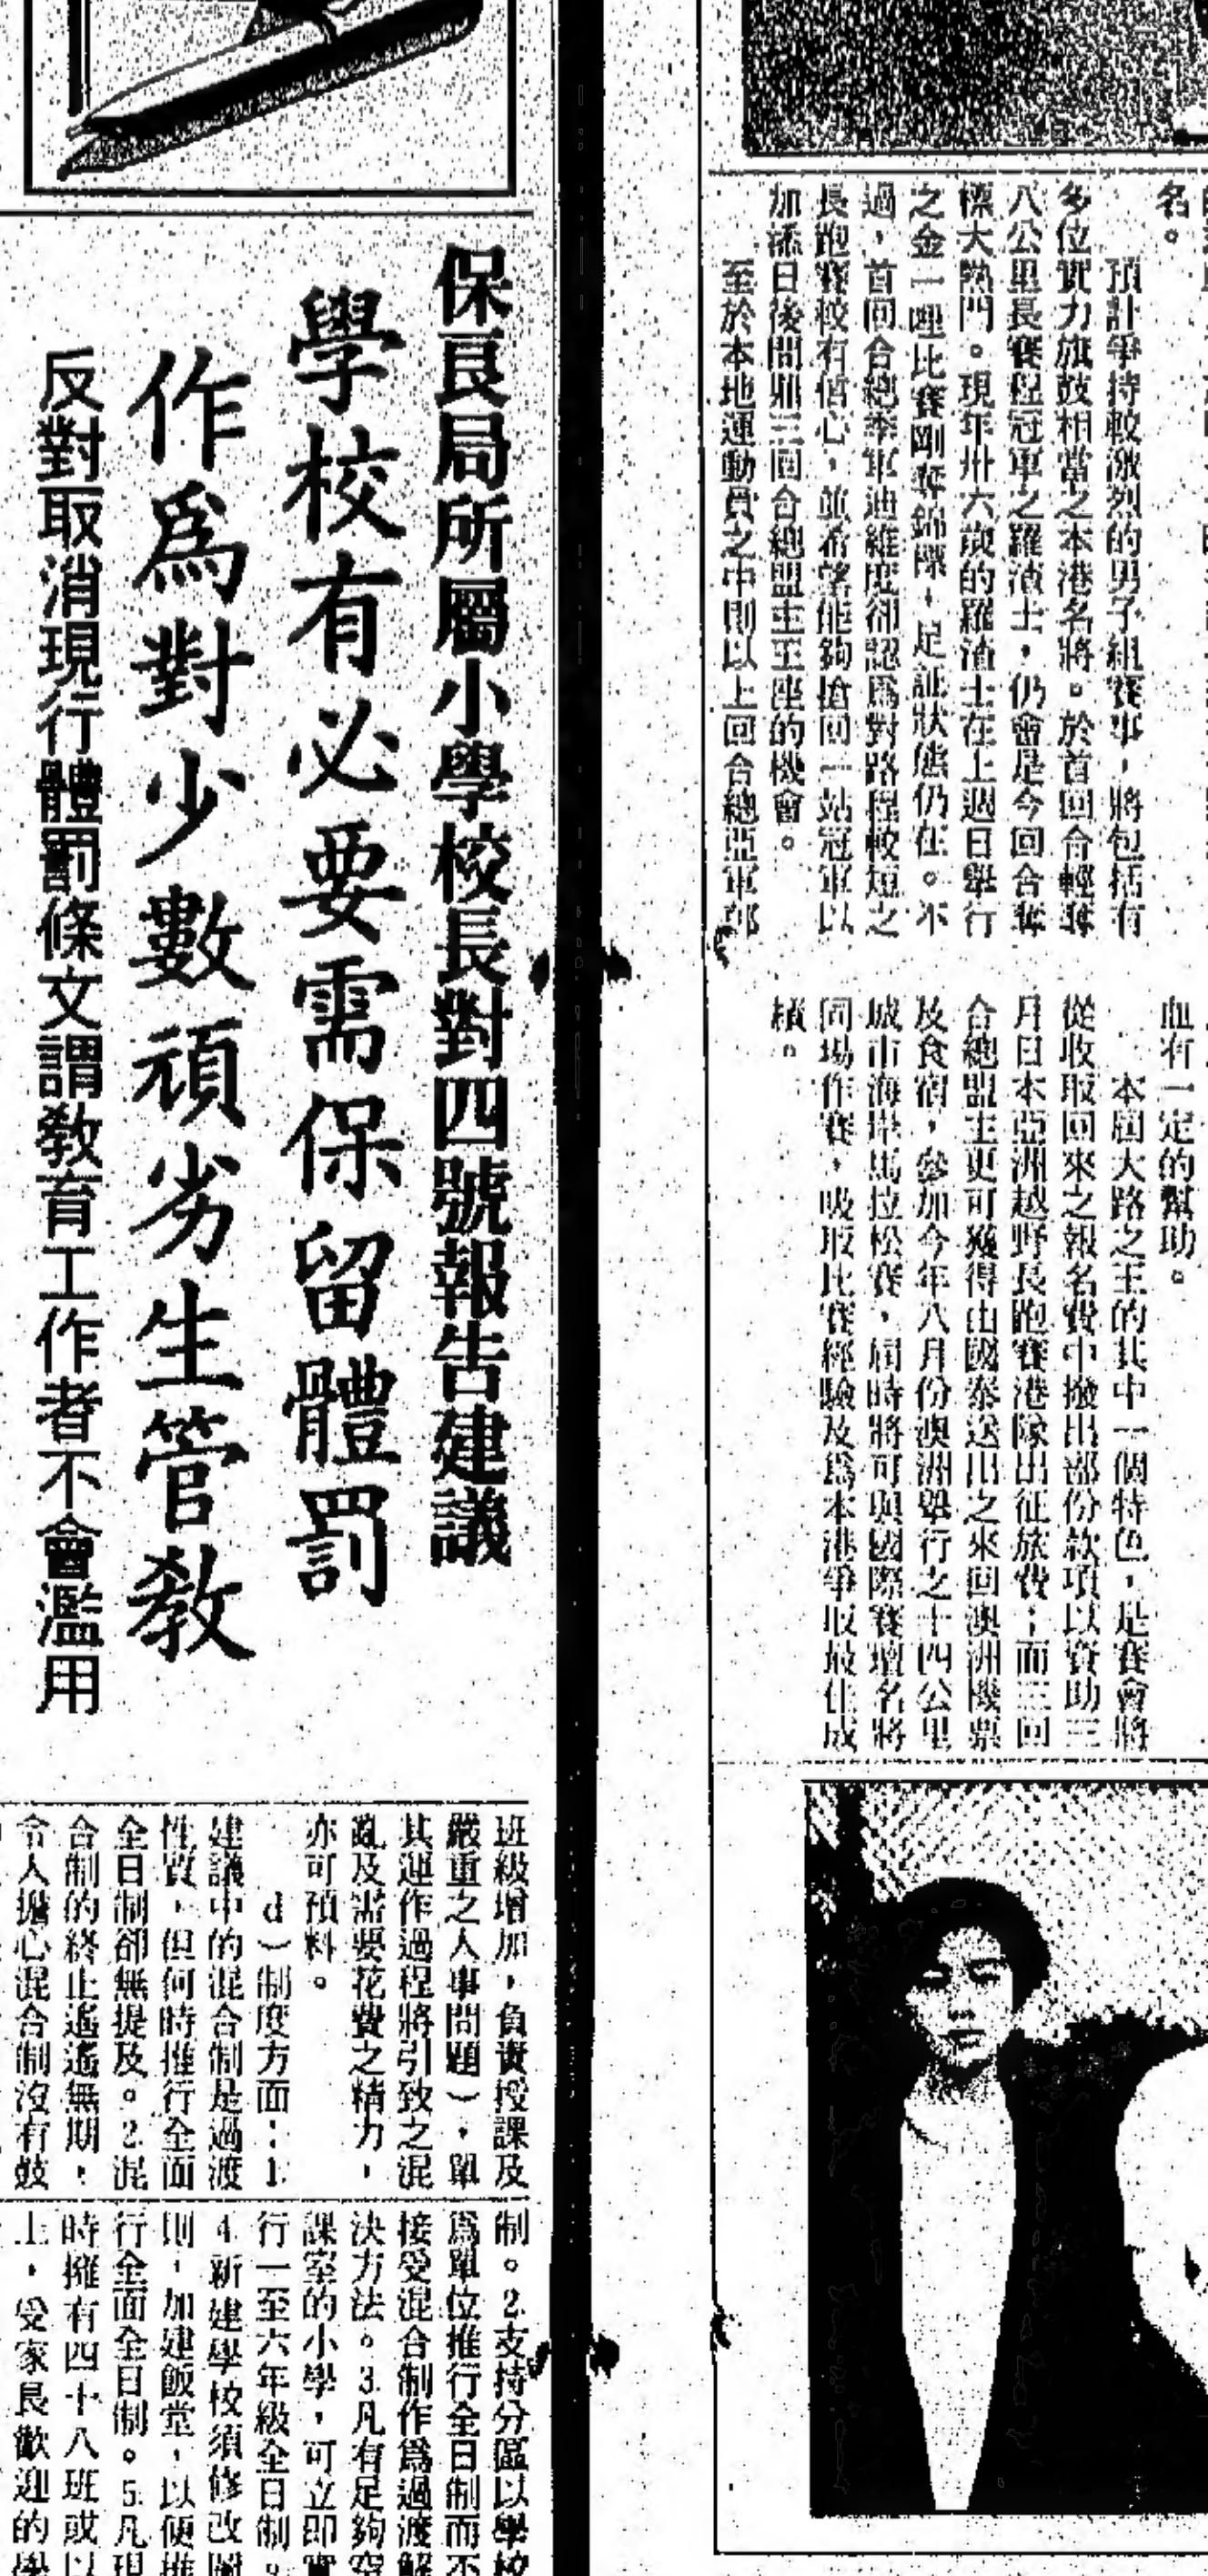 名。
預計爭持較激烈的男子組賽事，將包括有
多位實力旗鼓相當之本港名將。於首回合輕奪
八公里長賽程冠軍之羅渣士，仍會是今回合奪
標大熱門。現年卅六歲的羅渣士在上週日舉行
之金一哩比賽剛奪錦標，足証狀態仍在。不
過，首回合總季軍迪維度卻認爲對路程較短之
長跑賽較有信心，並希望能夠搶回一站冠軍以
加添日後問鼎三回合總盟主王座的機會。
至於本地運動員之中則以上回合總亞軍郭
血有一定的幫助。
本屆大路之王的其中一個特色，是賽會將
從收取回來之報名費中撥出部份款項以資助三
月日本亞洲越野長跑賽港隊出征旅費；而三回
合總盟主更可獲得由國泰送出之來回澳洲機票
及食宿，參加今年八月份澳洲舉行之十四公里
城市海岸馬拉松賽，屆時將可與國際賽壇名將
同場作賽，吸取比賽經驗及爲本港爭取最佳成
績。
保良局所屬小學校長對四號報告建議
學校有必要需保留體罰
作爲對少數頑劣生管教
反對取消現行體罰條文謂教育工作者不會濫用
班級增加，負責授課及
嚴重之人事問題），單
其運作過程將引致之混
亂及需要花費之精力，
亦可預料。
d）制度方面：1.
建議中的混合制是過渡
性質，但何時推行全面
全日制卻無提及。2.混
合制的終止遙遙無期，
令人擔心混合制沒有鼓
制。2.支持分區以學校
爲單位推行全日制而不
接受混合制作爲過渡解
決方法。3.凡有足夠空
課室的小學，可立即實
行一至六年級全日制。
4.新建學校須修改圖
則，加建飯堂，以便推
行全面全日制。5.凡現
時擁有四十八班或以
上，受家長歡迎的學